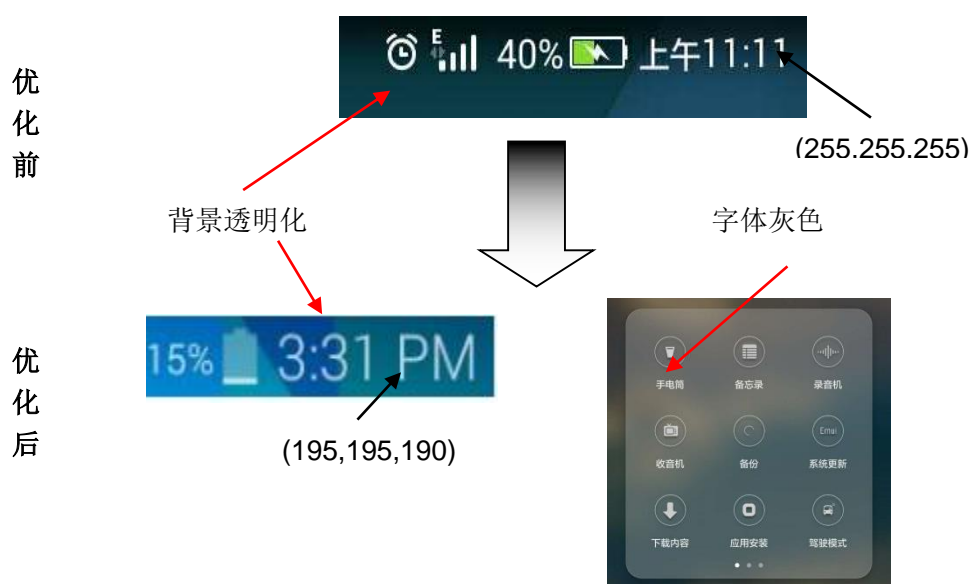 优
化
前
E
40% 上午11:11
(255.255.255)
背景透明化
字体灰色
优
化
后
15% 3:31 PM
(195,195,190)
手电筒 备忘录 录音机
Emui
收音机 备份 系统更新
下载内容 应用安装 驾驶模式